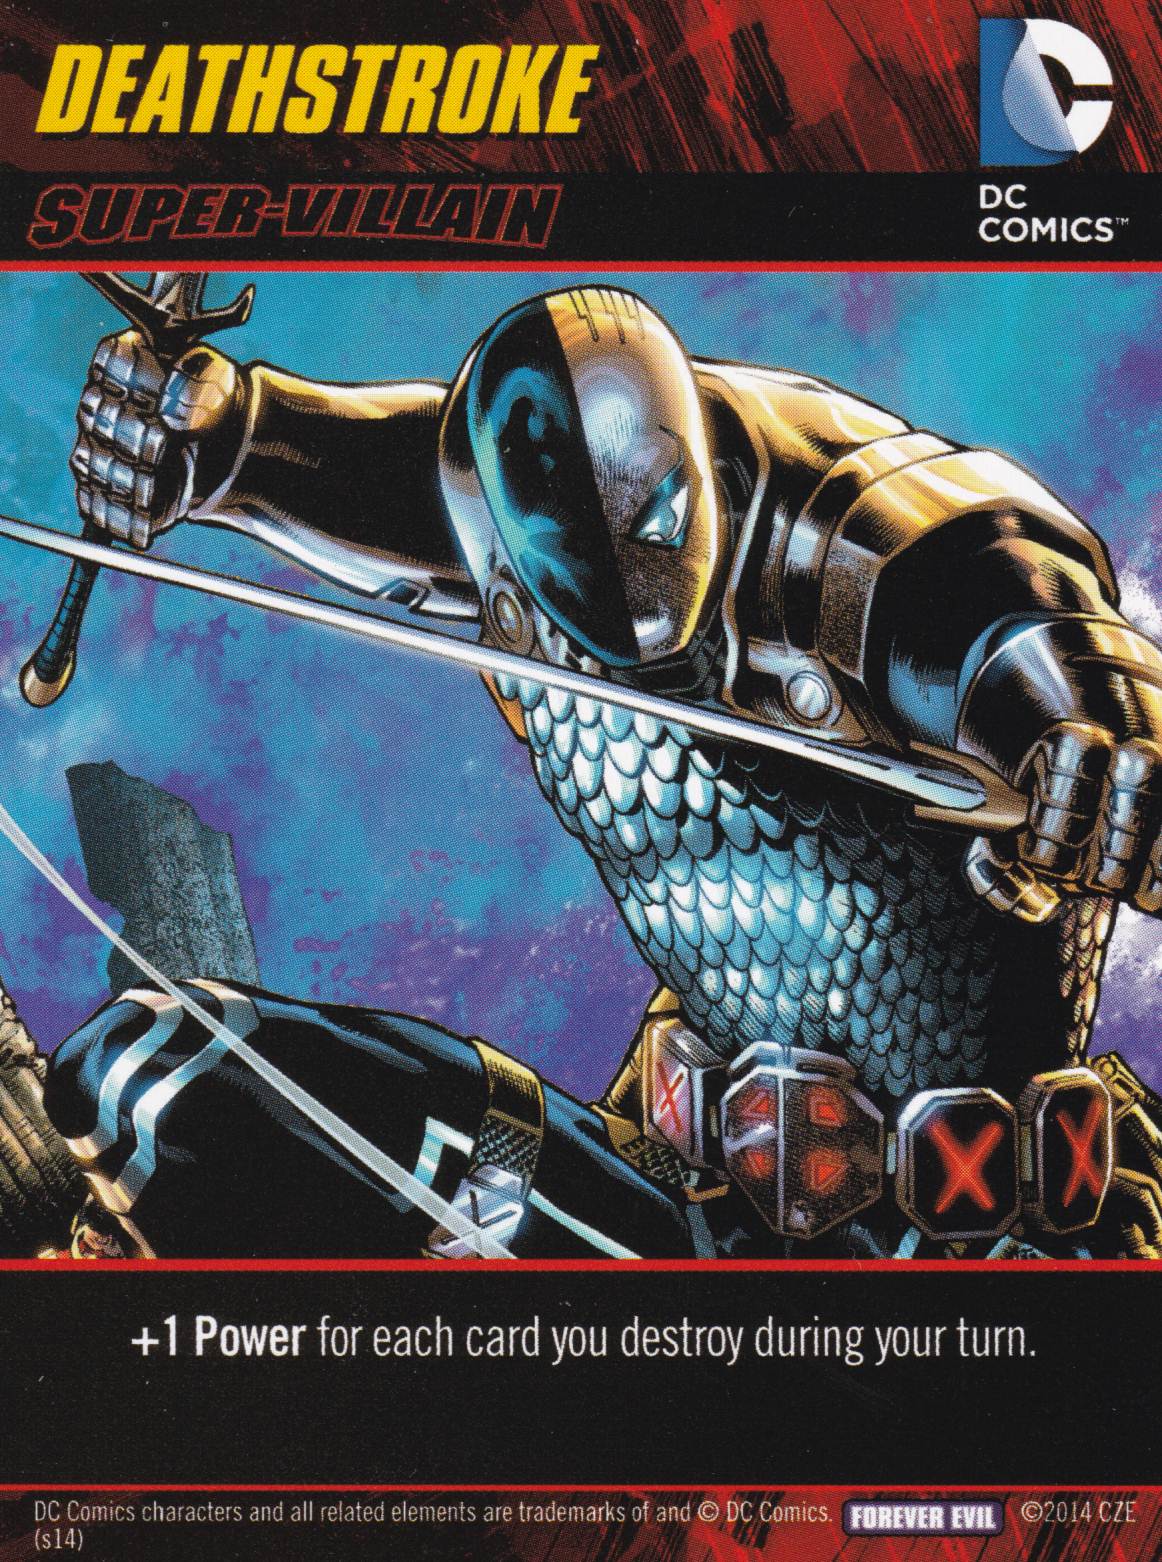 DEATHSTROKE
SUPER-VILLAIN
DC
COMICS™
+1 Power for each card you destroy during your turn.
DC Comics characters and all related elements are trademarks of and © DC Comics. FOREVER EVIL ©2014 CZE
(s14)